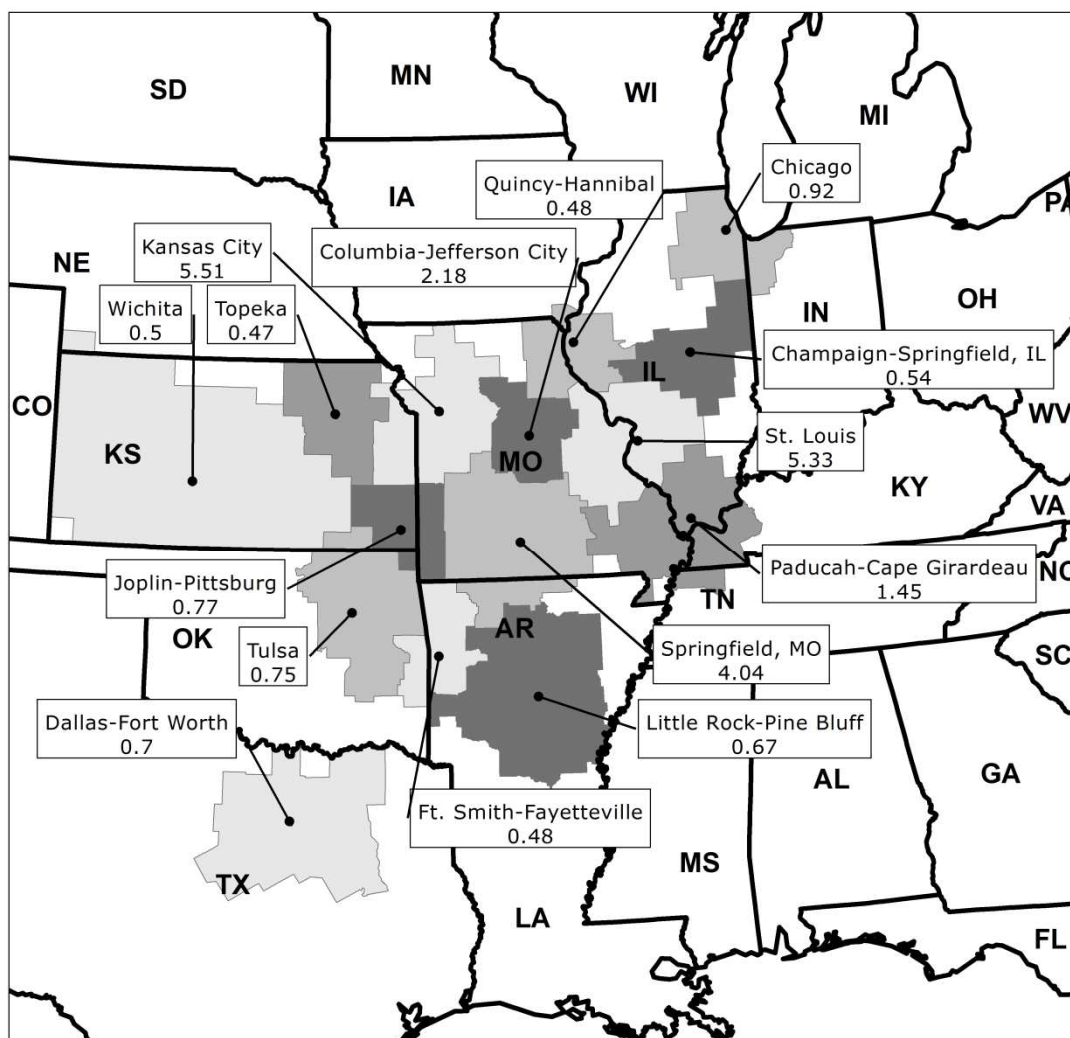 MN
SD
WI
MI
Chicago
0.92
Quincy-Hannibal
0.48
IA
PA
Kansas City
5.51
Columbia-Jefferson City
2.18
NE
OH
IN
Wichita
0.5
Topeka
0.47
Champaign-Springfield, IL
0.54
IL
CO
WV
St. Louis
5.33
KS
MO
KY
VA
Joplin-Pittsburg
0.77
Paducah-Cape Girardeau
1.45
NC
TN
AR
OK
Tulsa
0.75
Springfield, MO
4.04
SC
Dallas-Fort Worth
0.7
Little Rock-Pine Bluff
0.67
AL
GA
Ft. Smith-Fayetteville
0.48
MS
TX
LA
FL